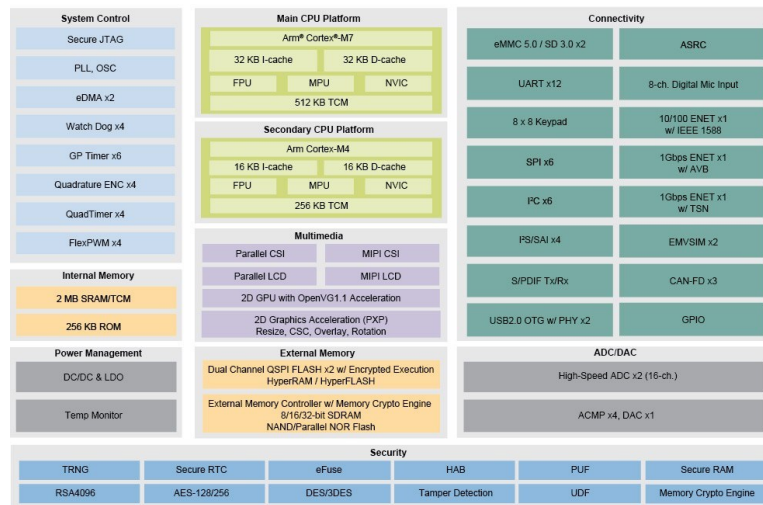 System Control
Secure JTAG
PLL, OSC
eDMA x2
Watch Dog x4
GP Timer x6
Quadrature ENC x4
QuadTimer x4
FlexPWM x4
Internal Memory
2 MB SRAM/TCM
256 KB ROM
Power Management
DC/DC & LDO
Temp Monitor
Main CPU Platform
Arm® Cortex®-M7
32 KB I-cache
32 KB D-cache
FPU
MPU
NVIC
512 KB TCM
Secondary CPU Platform
Arm Cortex-M4
16 KB I-cache
16 KB D-cache
FPU
MPU
NVIC
256 KB TCM
Multimedia
Parallel CSI
MIPI CSI
Parallel LCD
MIPI LCD
2D GPU with OpenVG1.1 Acceleration
2D Graphics Acceleration (PXP)
Resize, CSC, Overlay, Rotation
External Memory
Dual Channel QSPI FLASH x2 w/ Encrypted Execution
HyperRAM / HyperFLASH
External Memory Controller w/ Memory Crypto Engine
8/16/32-bit SDRAM
NAND/Parallel NOR Flash
Connectivity
eMMC 5.0 / SD 3.0 x2
ASRC
UART x12
8-ch. Digital Mic Input
8 x 8 Keypad
10/100 ENET x1
w/ IEEE 1588
SPI x6
1Gbps ENET x1
w/ AVB
I²C x6
1Gbps ENET x1
w/ TSN
I²S/SAI x4
EMVSIM x2
S/PDIF Tx/Rx
CAN-FD x3
USB2.0 OTG w/ PHY x2
GPIO
ADC/DAC
High-Speed ADC x2 (16-ch.)
ACMP x4, DAC x1
Security
TRNG
Secure RTC
eFuse
HAB
PUF
Secure RAM
RSA4096
AES-128/256
DES/3DES
Tamper Detection
UDF
Memory Crypto Engine